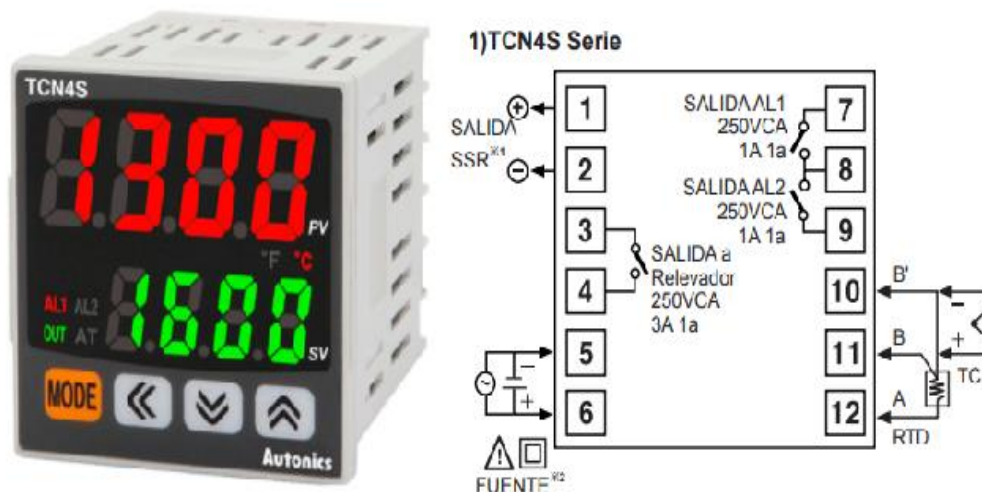 TCN4S
1300
PV
°F °C
AL1 AL2
OUT AT
1600
SV
MODE
Autonics
1)TCN4S Serie
SALIDA
SSR※1
1
2
3
4
5
6
SALIDA a
Relevador
250VCA
3A 1a
SALIDA AL1
250VCA
1A 1a
SALIDA AL2
250VCA
1A 1a
7
8
9
10
11
12
B'
B
A
RTD
TC
FUENTE※2